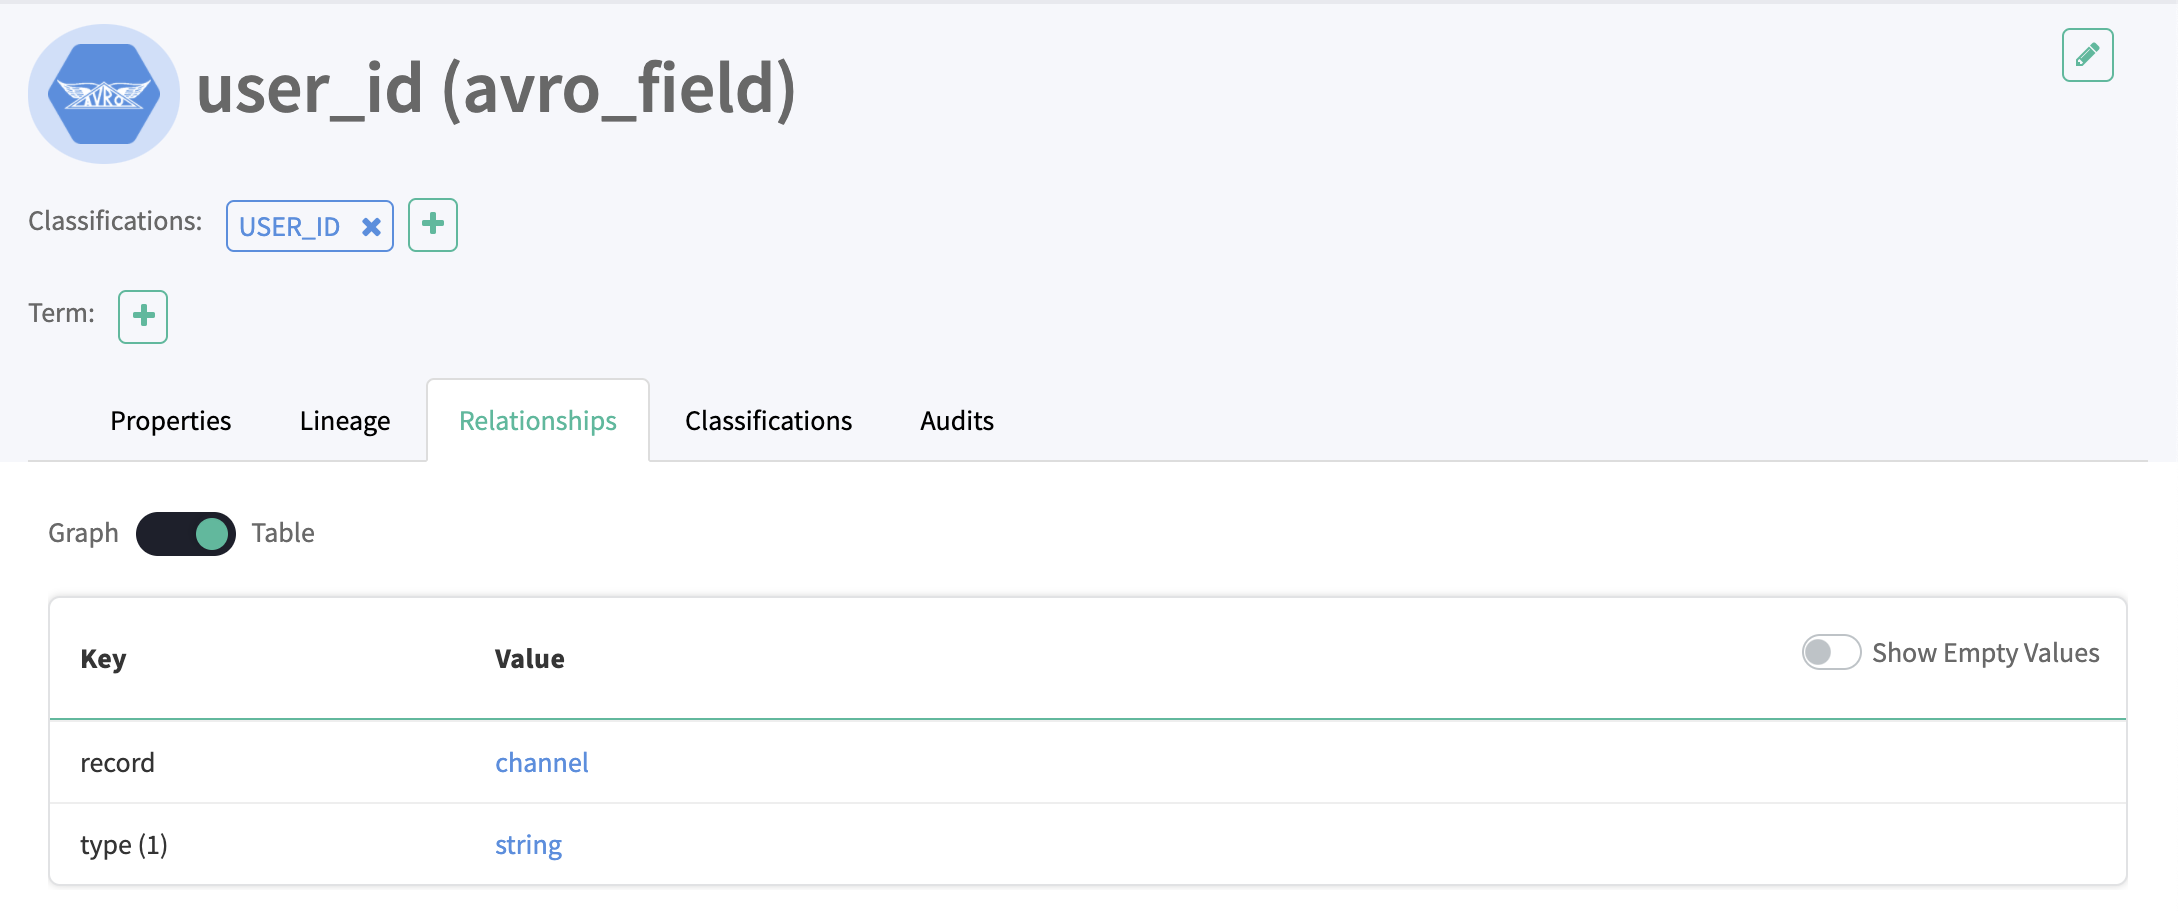 AVRO
user_id (avro_field)
Classifications: USER_ID
Term:
Properties Lineage Relationships Classifications Audits
Graph Table
Key Value Show Empty Values
record channel
type (1) string